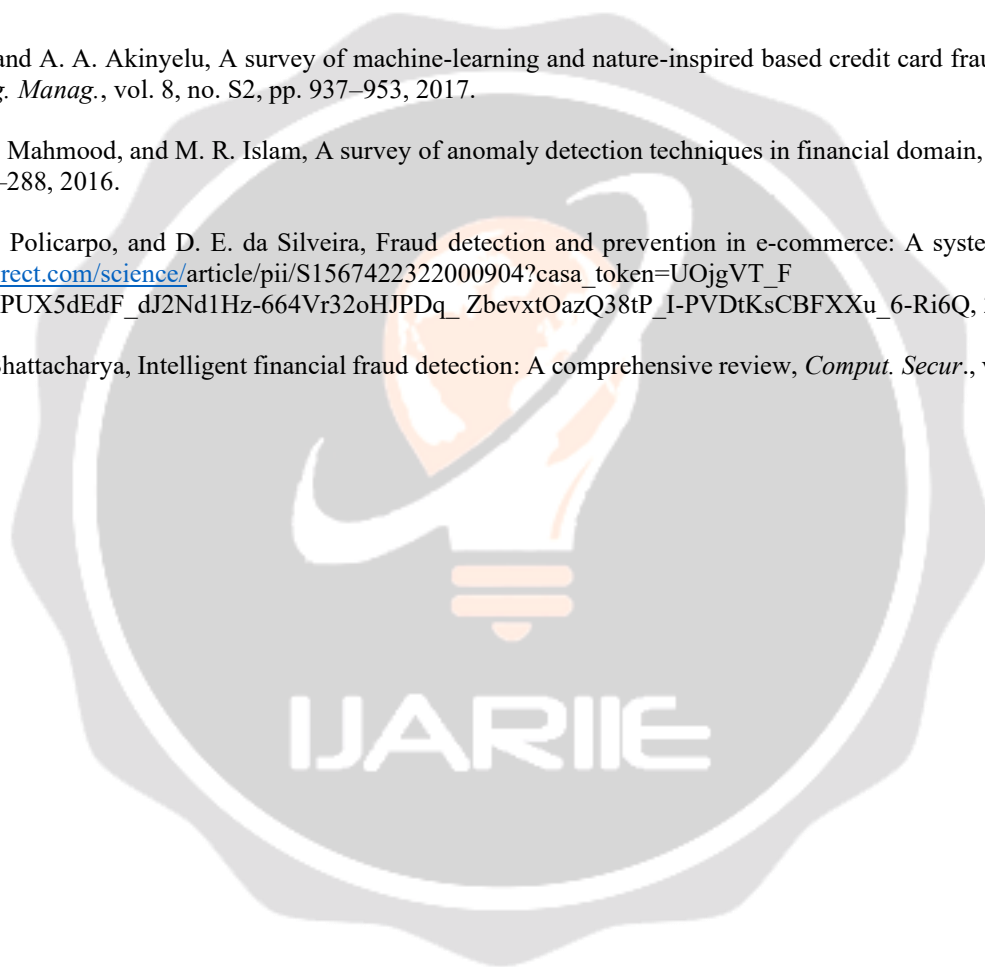 and A. A. Akinyelu, A survey of machine-learning and nature-inspired based credit card
g. Manag., vol. 8, no. S2, pp. 937–953, 2017.
Mahmood, and M. R. Islam, A survey of anomaly detection techniques in financial domain,
–288, 2016.
Policarpo, and D. E. da Silveira, Fraud detection and prevention in e-commerce: A
rect.com/science/article/pii/S1567422322000904?casa_token=UOjgVT_F
PUX5dEdF_dJ2Nd1Hz-664Vr32oHJPDq_ ZbevxtOazQ38tP_I-PVDtKsCBFXXu_6-Ri6Q,
hattacharya, Intelligent financial fraud detection: A comprehensive review, Comput. Secur.,
IJARIIE